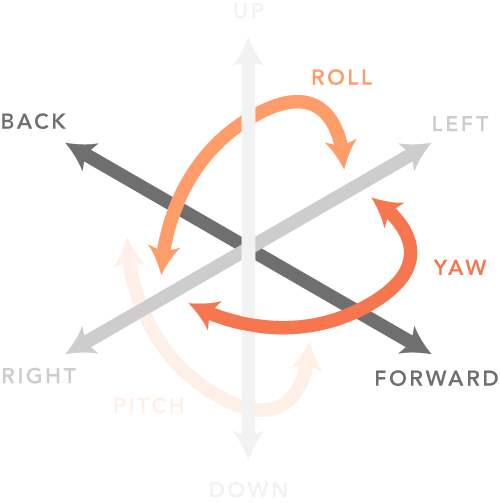 UP
ROLL
BACK
LEFT
YAW
RIGHT
FORWARD
PITCH
DOWN